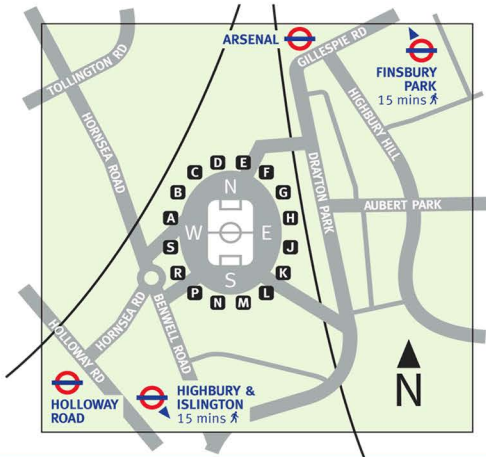 ARSENAL
GILLESPIE RD
FINSBURY
PARK
15 mins
TOLLINGTON RD
HORNSEA ROAD
HIGHBURY HILL
DRAYTON PARK
AUBERT PARK
D
E
C
F
B
G
A
H
S
J
R
K
P
L
N
M
N
W
E
S
HORNSEA RD
BENWELL ROAD
HOLLOWAY RD
HOLLOWAY
ROAD
HIGHBURY &
ISLINGTON
15 mins
N